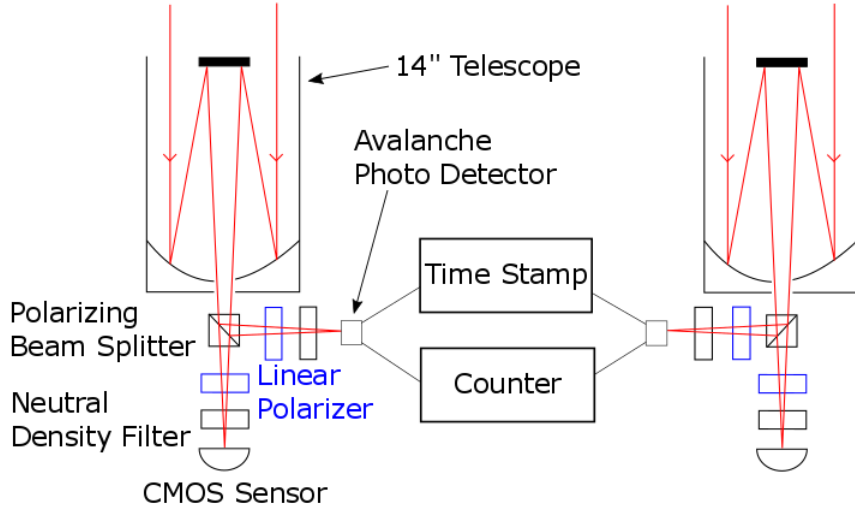 14" Telescope
Avalanche
Photo Detector
Time Stamp
Polarizing
Beam Splitter
Linear
Polarizer
Counter
Neutral
Density Filter
CMOS Sensor